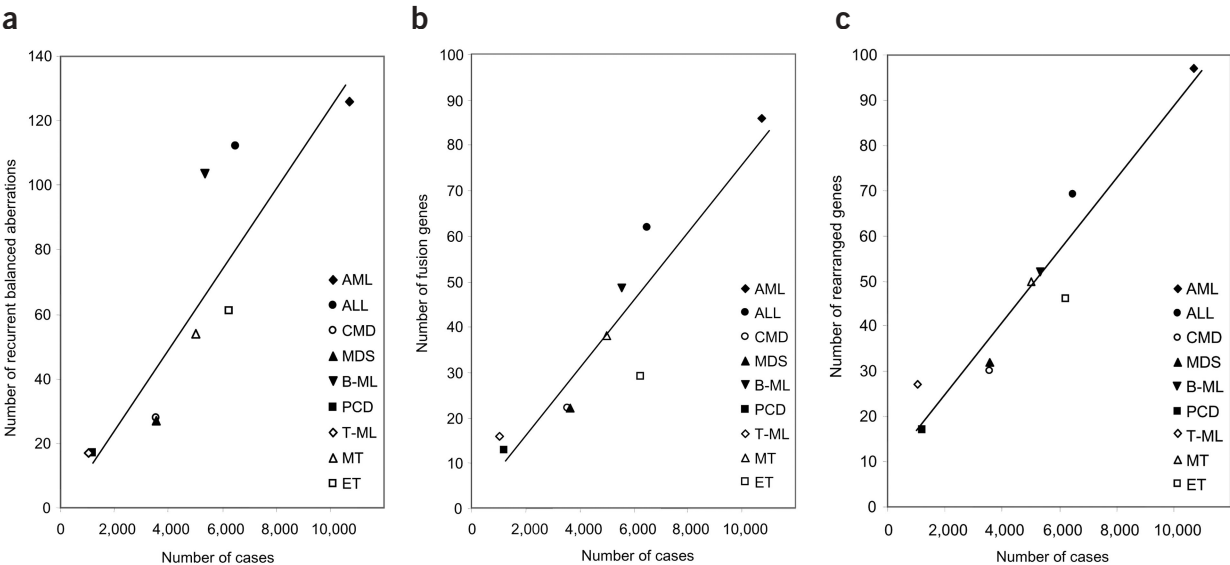 a
Number of recurrent balanced aberrations
140
120
100
80
60
40
20
0
0 2,000 4,000 6,000 8,000 10,000
Number of cases
AML
ALL
CMD
MDS
B-ML
PCD
T-ML
MT
ET
b
Number of fusion genes
100
90
80
70
60
50
40
30
20
10
0
0 2,000 4,000 6,000 8,000 10,000
Number of cases
AML
ALL
CMD
MDS
B-ML
PCD
T-ML
MT
ET
c
Number of rearranged genes
100
90
80
70
60
50
40
30
20
10
0
0 2,000 4,000 6,000 8,000 10,000
Number of cases
AML
ALL
CMD
MDS
B-ML
PCD
T-ML
MT
ET